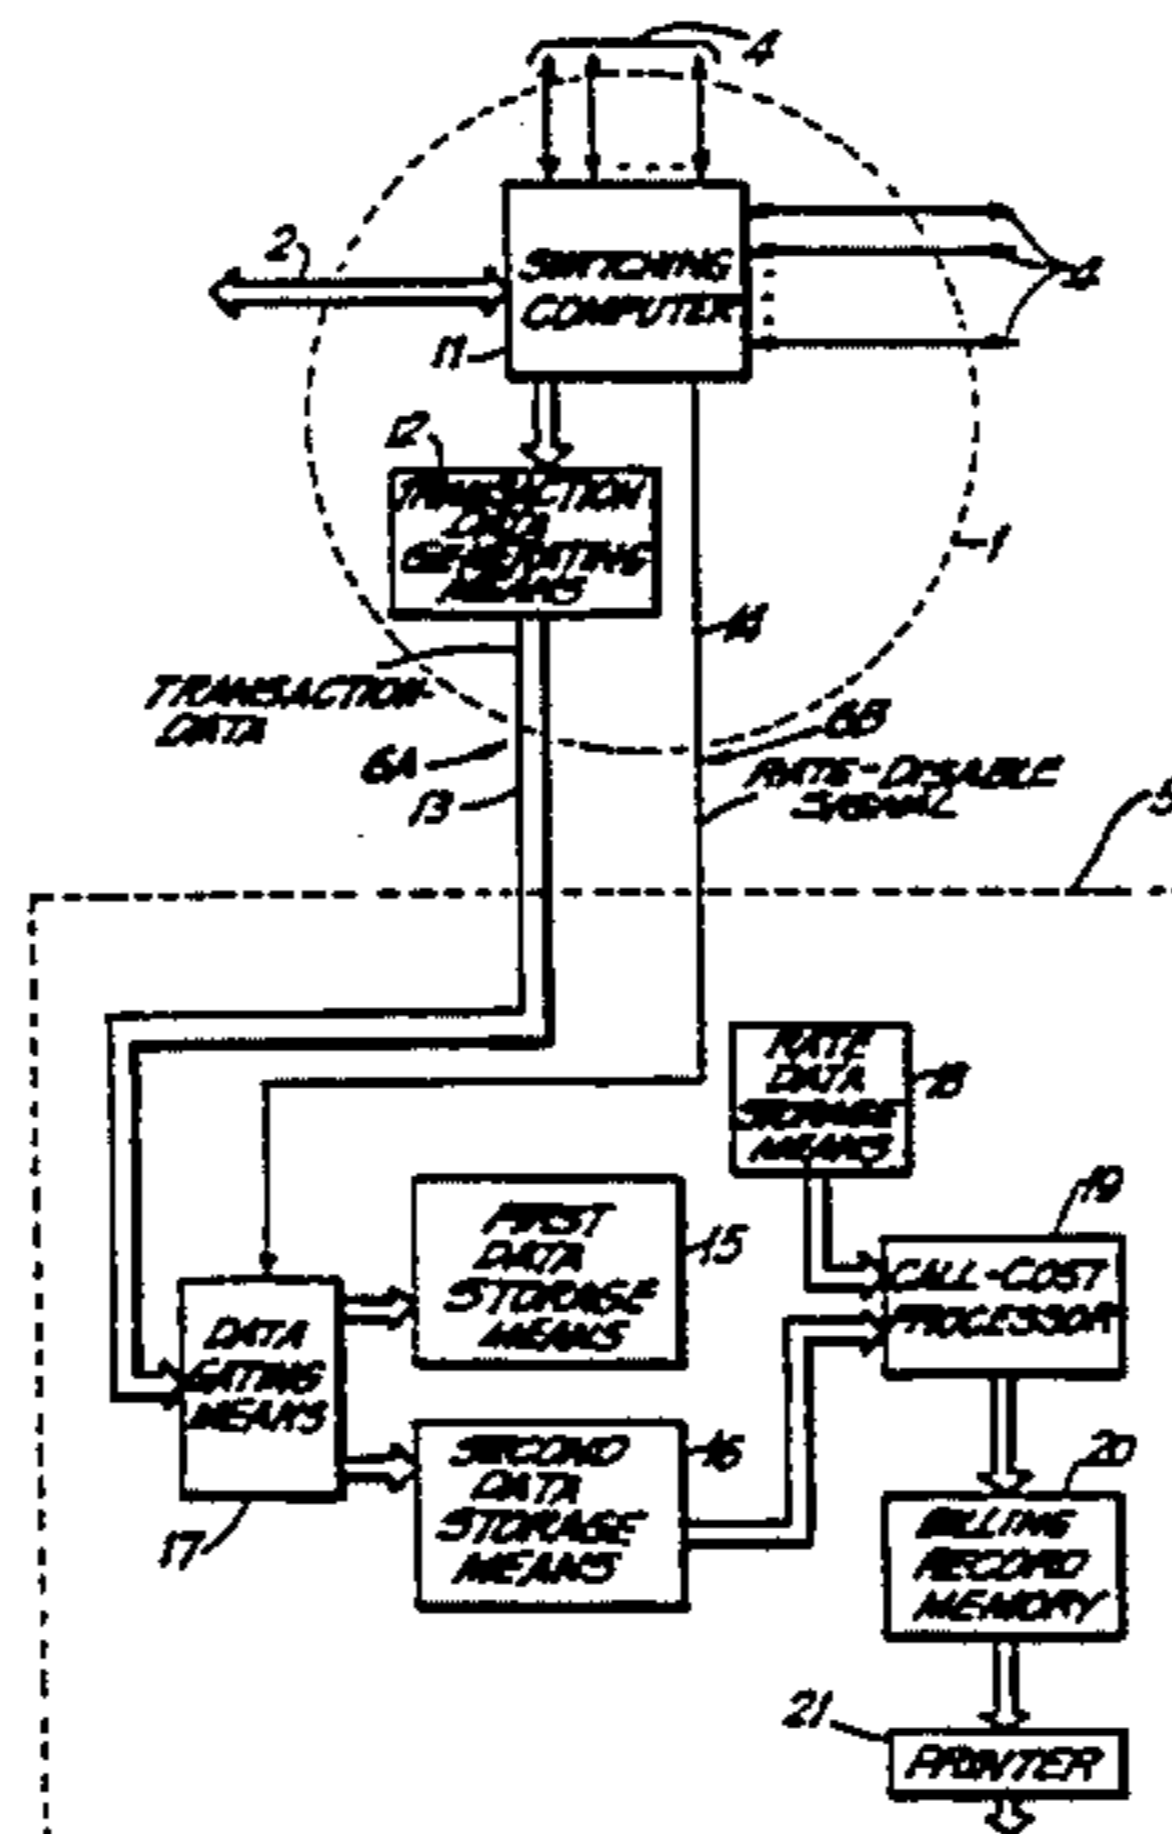 4
2
SWITCHING
COMPUTER
4
11
12
TRANSACTION
DATA
GENERATING
MEANS
1
14
TRANSACTION-
DATA
6A
6B
13
RATE-DISABLE
SIGNAL
5
RATE
DATA
STORAGE
MEANS
18
FIRST
DATA
STORAGE
MEANS
15
19
CALL-COST
PROCESSOR
DATA
GATING
MEANS
17
SECOND
DATA
STORAGE
MEANS
16
20
BILLING
RECORD
MEMORY
21
PRINTER